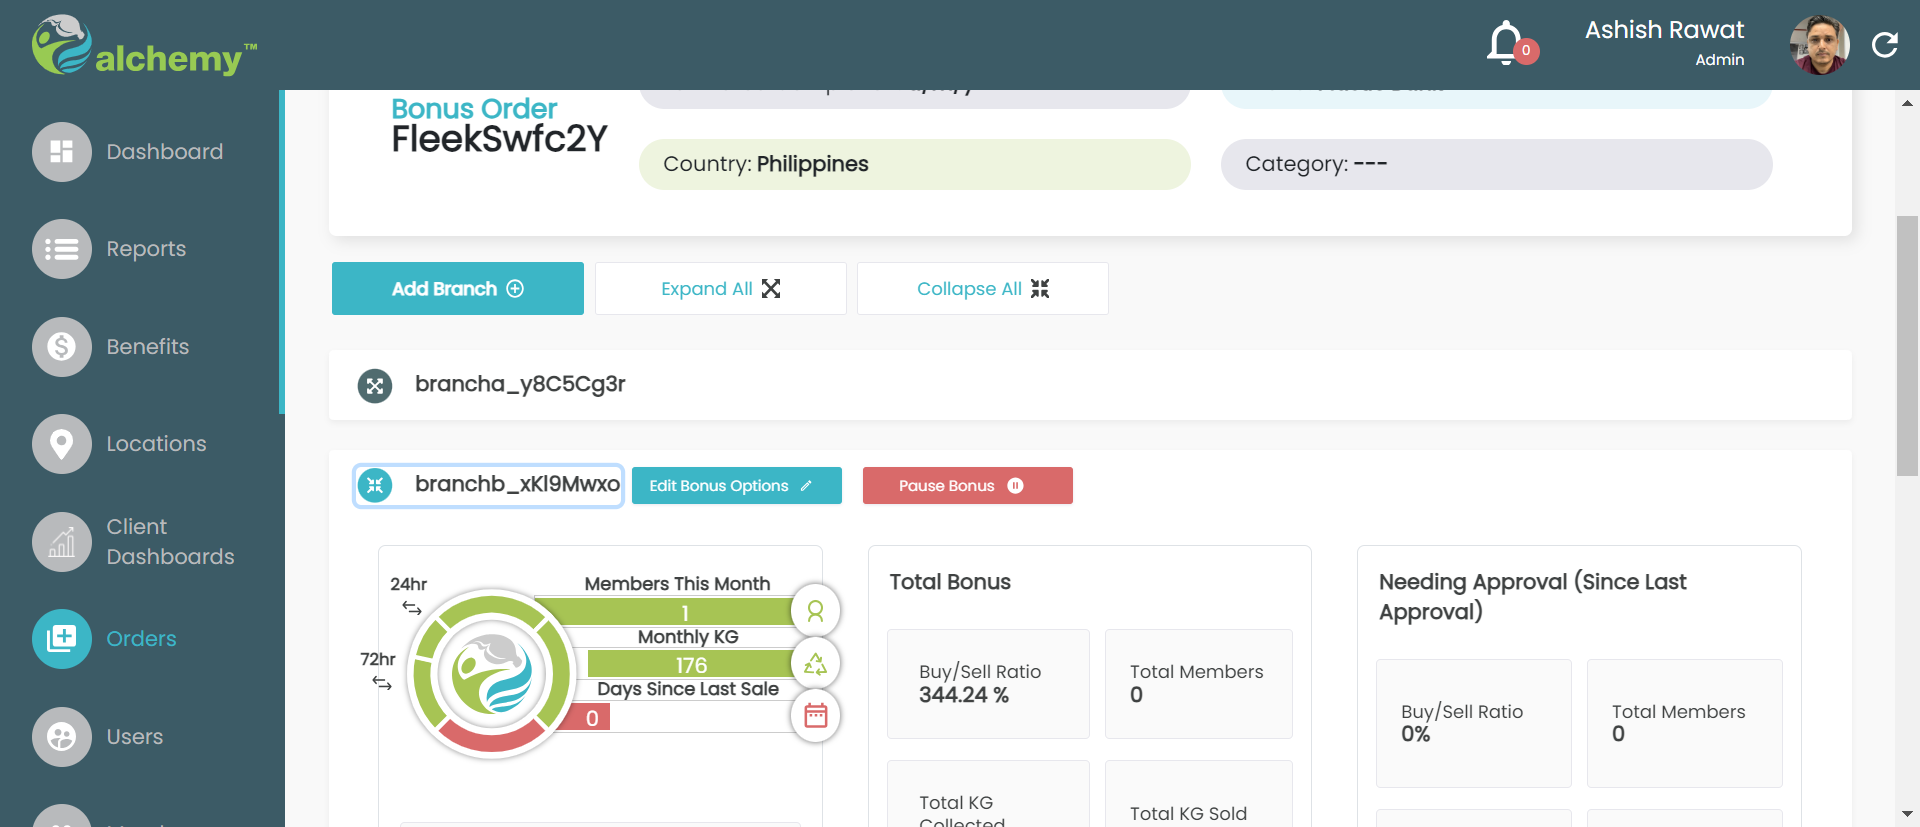 alchemy™
0
Ashish Rawat
Admin
Dashboard
Reports
Benefits
Locations
Client
Dashboards
Orders
Users
Bonus Order
FleekSwfc2Y
Country: Philippines
Category: ---
Add Branch
Expand All
Collapse All
brancha_y8C5Cg3r
branchb_xKl9Mwxo
Edit Bonus Options
Pause Bonus
24hr
72hr
Members This Month
1
Monthly KG
176
Days Since Last Sale
0
Total Bonus
Buy/Sell Ratio
344.24 %
Total Members
0
Total KG
Collected
Total KG Sold
Needing Approval (Since Last
Approval)
Buy/Sell Ratio
0%
Total Members
0